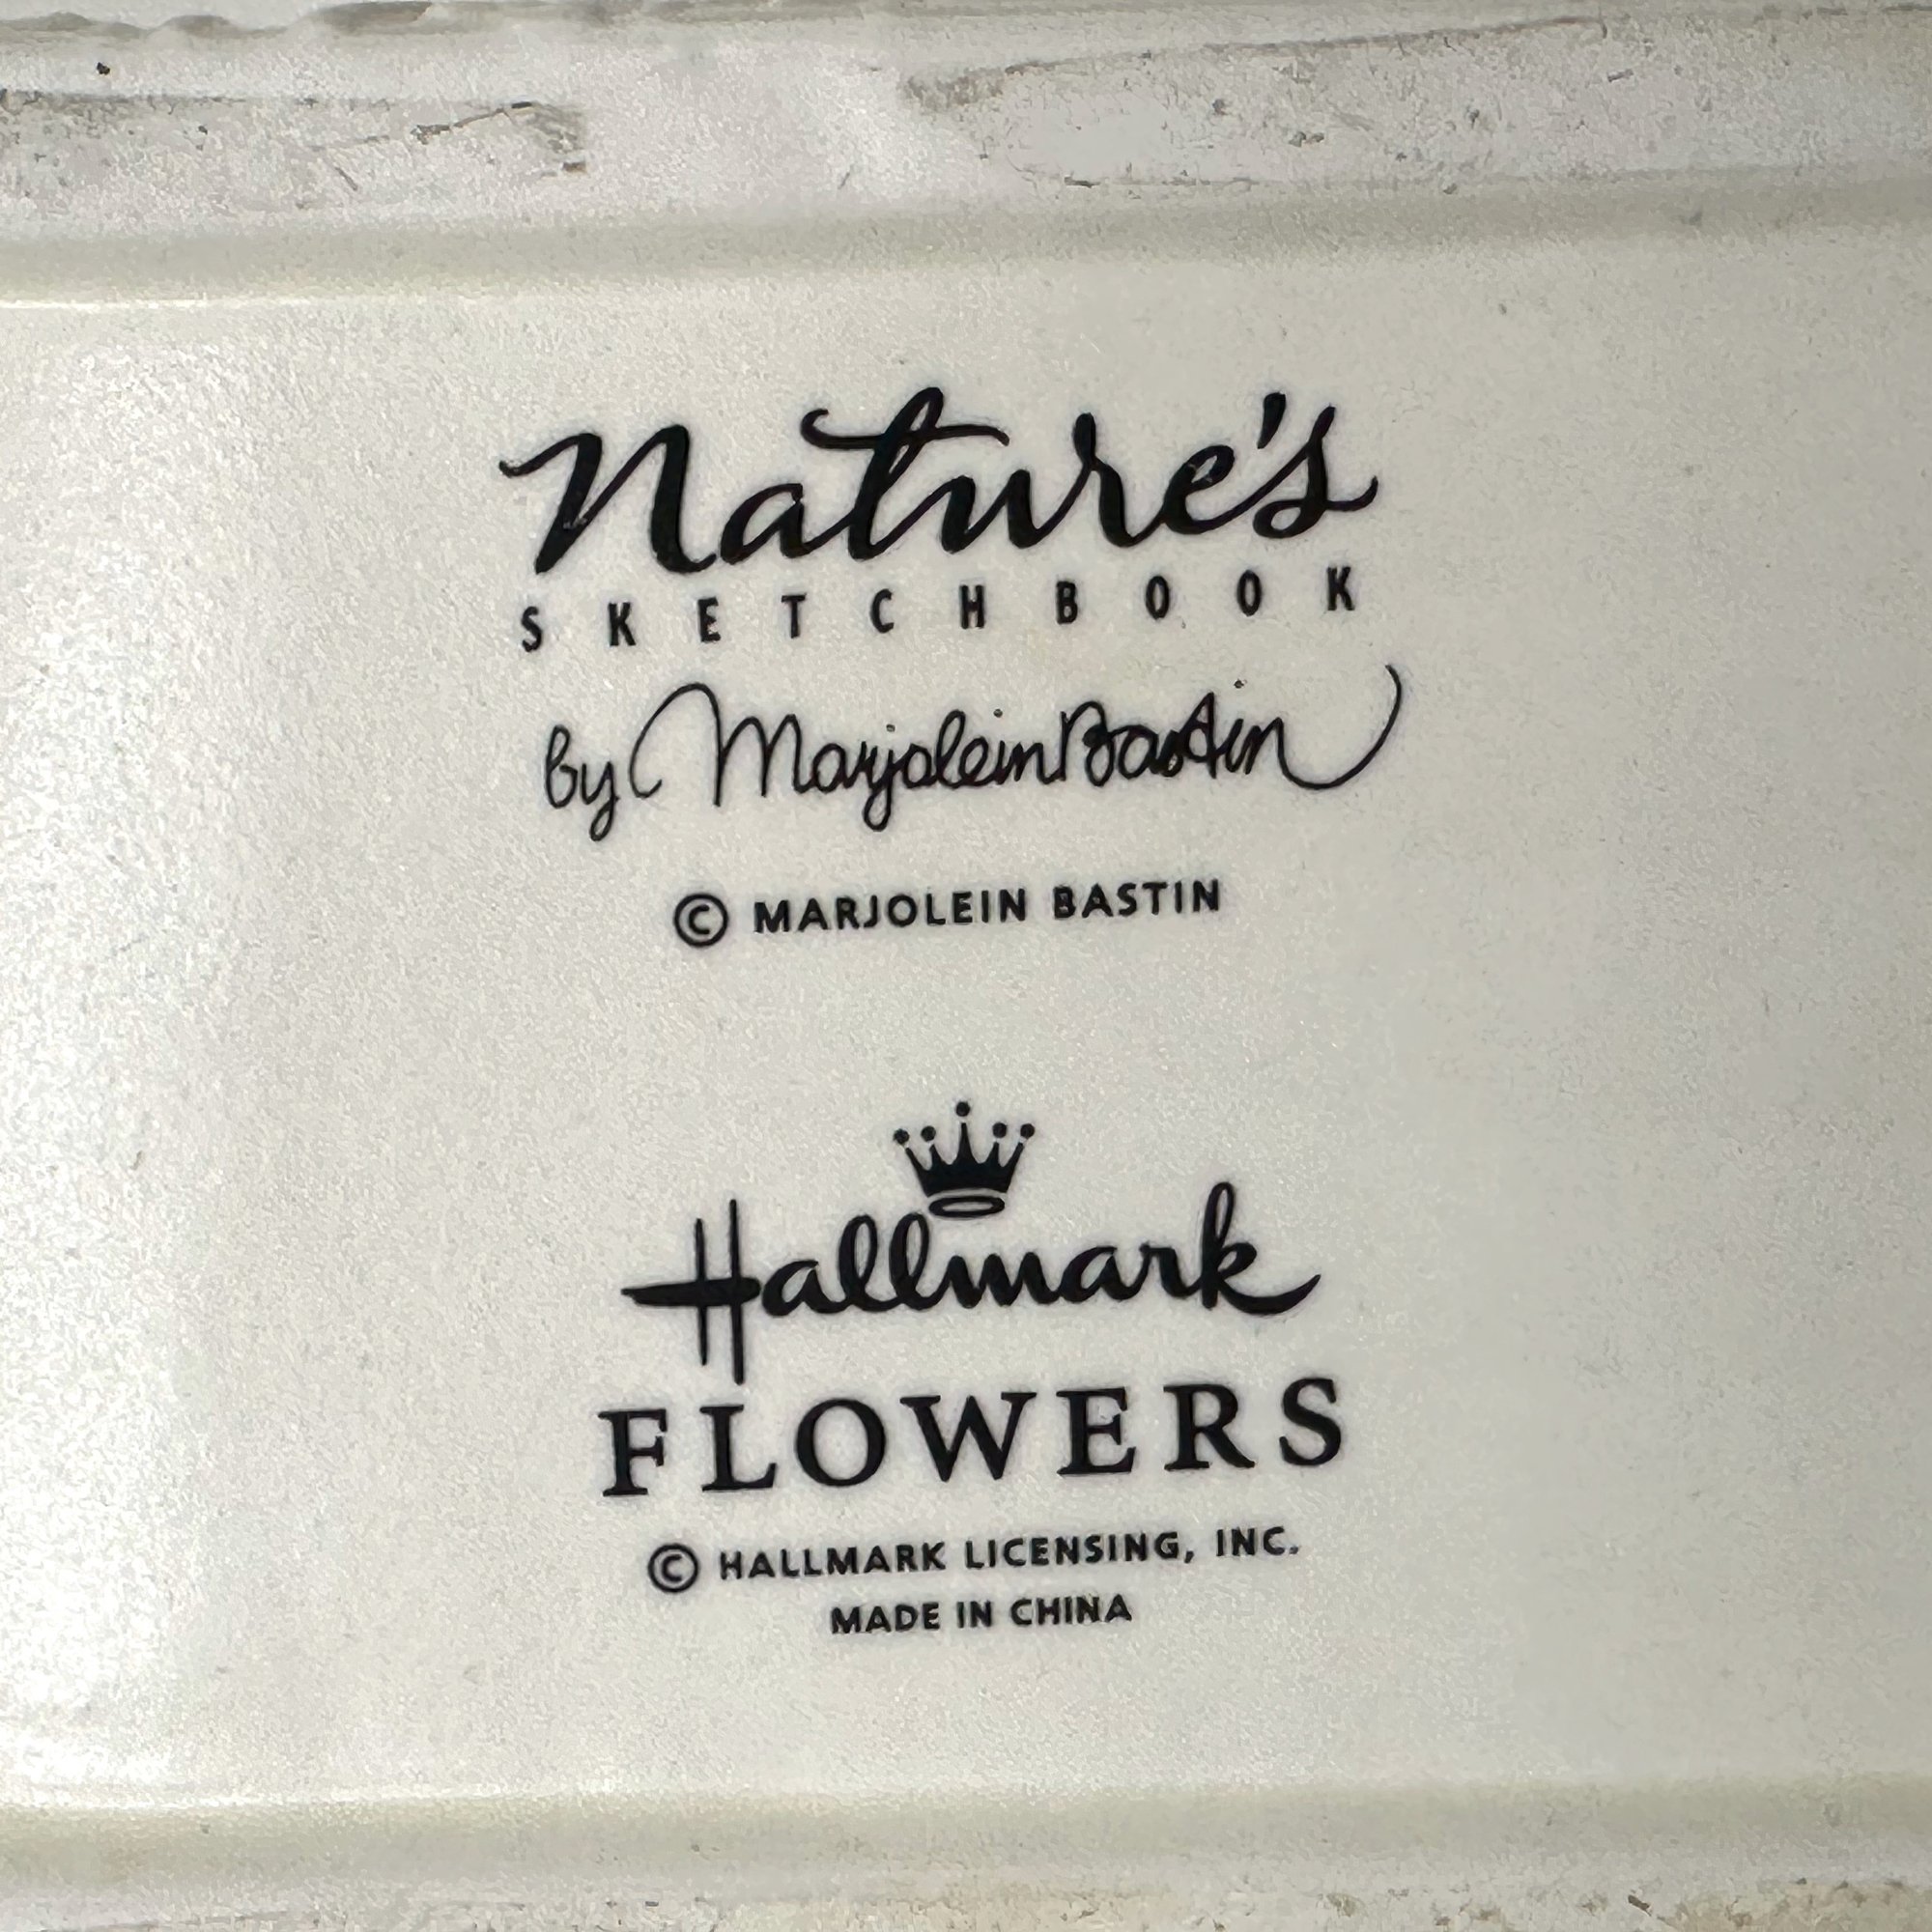 Nature's
SKETCHBOOK
by Marjolein Bastin
© MARJOLEIN BASTIN
Hallmark
FLOWERS
© HALLMARK LICENSING, INC.
MADE IN CHINA